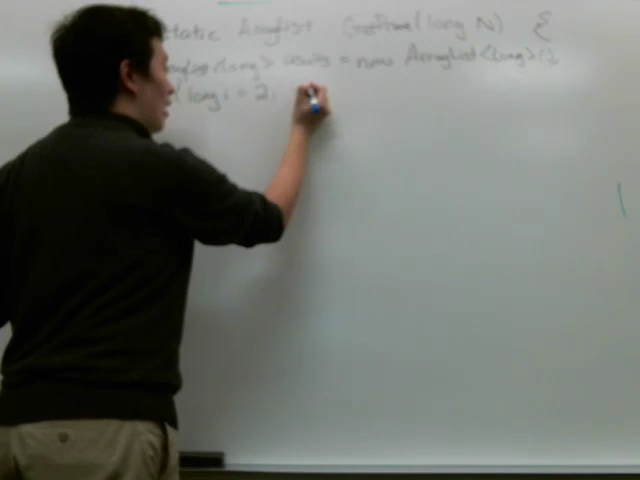 static ArrayList GetPrime(long N) {
ArrayList<long> results = new ArrayList<long>();
(long i = 2;